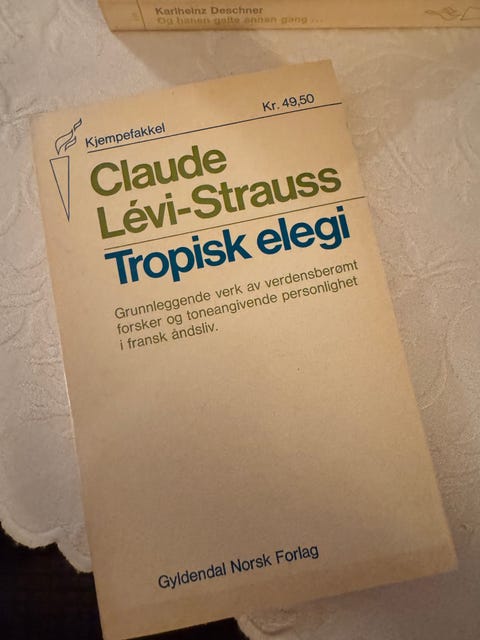 Karlheinz Deschner
Og hanen galte annen gang ...
Kjempefakkel
Kr. 49,50
Claude
Lévi-Strauss
Tropisk elegi
Grunnleggende verk av verdensberømt
forsker og toneangivende personlighet
i fransk åndsliv.
Gyldendal Norsk Forlag